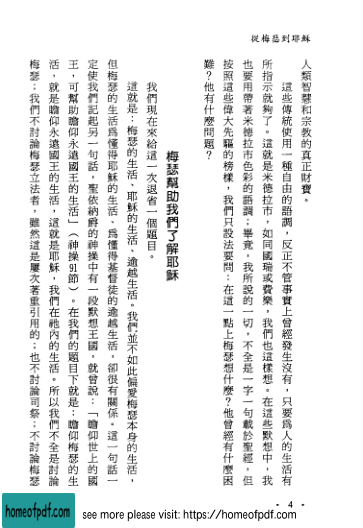 從梅瑟到耶穌
人類智慧和宗教的真正財寶。
這些傳統使用一種自由的語調，反正不管事實上曾經發生沒有，只要為人的生活有
所指示就夠了。這就是米德拉市，如同國瑞或費樂，我們也這樣想。在這些默想中，我
也要用帶著米德拉市色彩的語調；畢竟，我所說的一切，不全是一字一句載於聖經，但
按照這些偉大先驅的榜樣，我們只設法要問：在這一點上梅瑟想什麼？他曾經有什麼困
難？他有什麼問題？
梅瑟幫助我們了解耶穌
我們現在來給這一次退省一個題目。
這就是：梅瑟的生活、耶穌的生活、逾越生活。我們並不如此偏愛梅瑟本身的生活，
但梅瑟的生活為懂得耶穌的生活、為懂得基督徒的逾越生活，卻很有關係。這一句話一
定使我們記起另一句話，聖依納爵的神操中有一段默想王國，就曾說：「瞻仰世上的國
王，可幫助瞻仰永遠國王的生活」（神操91節）。在我們的題目下就是：瞻仰梅瑟的生
活，就是瞻仰永遠國王的生活，這就是耶穌，我們在祂內的生活。所以我們不全是討論
梅瑟；我們不討論梅瑟立法者，雖然這是屢次著重引用的；也不討論司祭；不討論梅瑟
· 4 ·
homeofpdf.com
see more please visit: https://homeofpdf.com